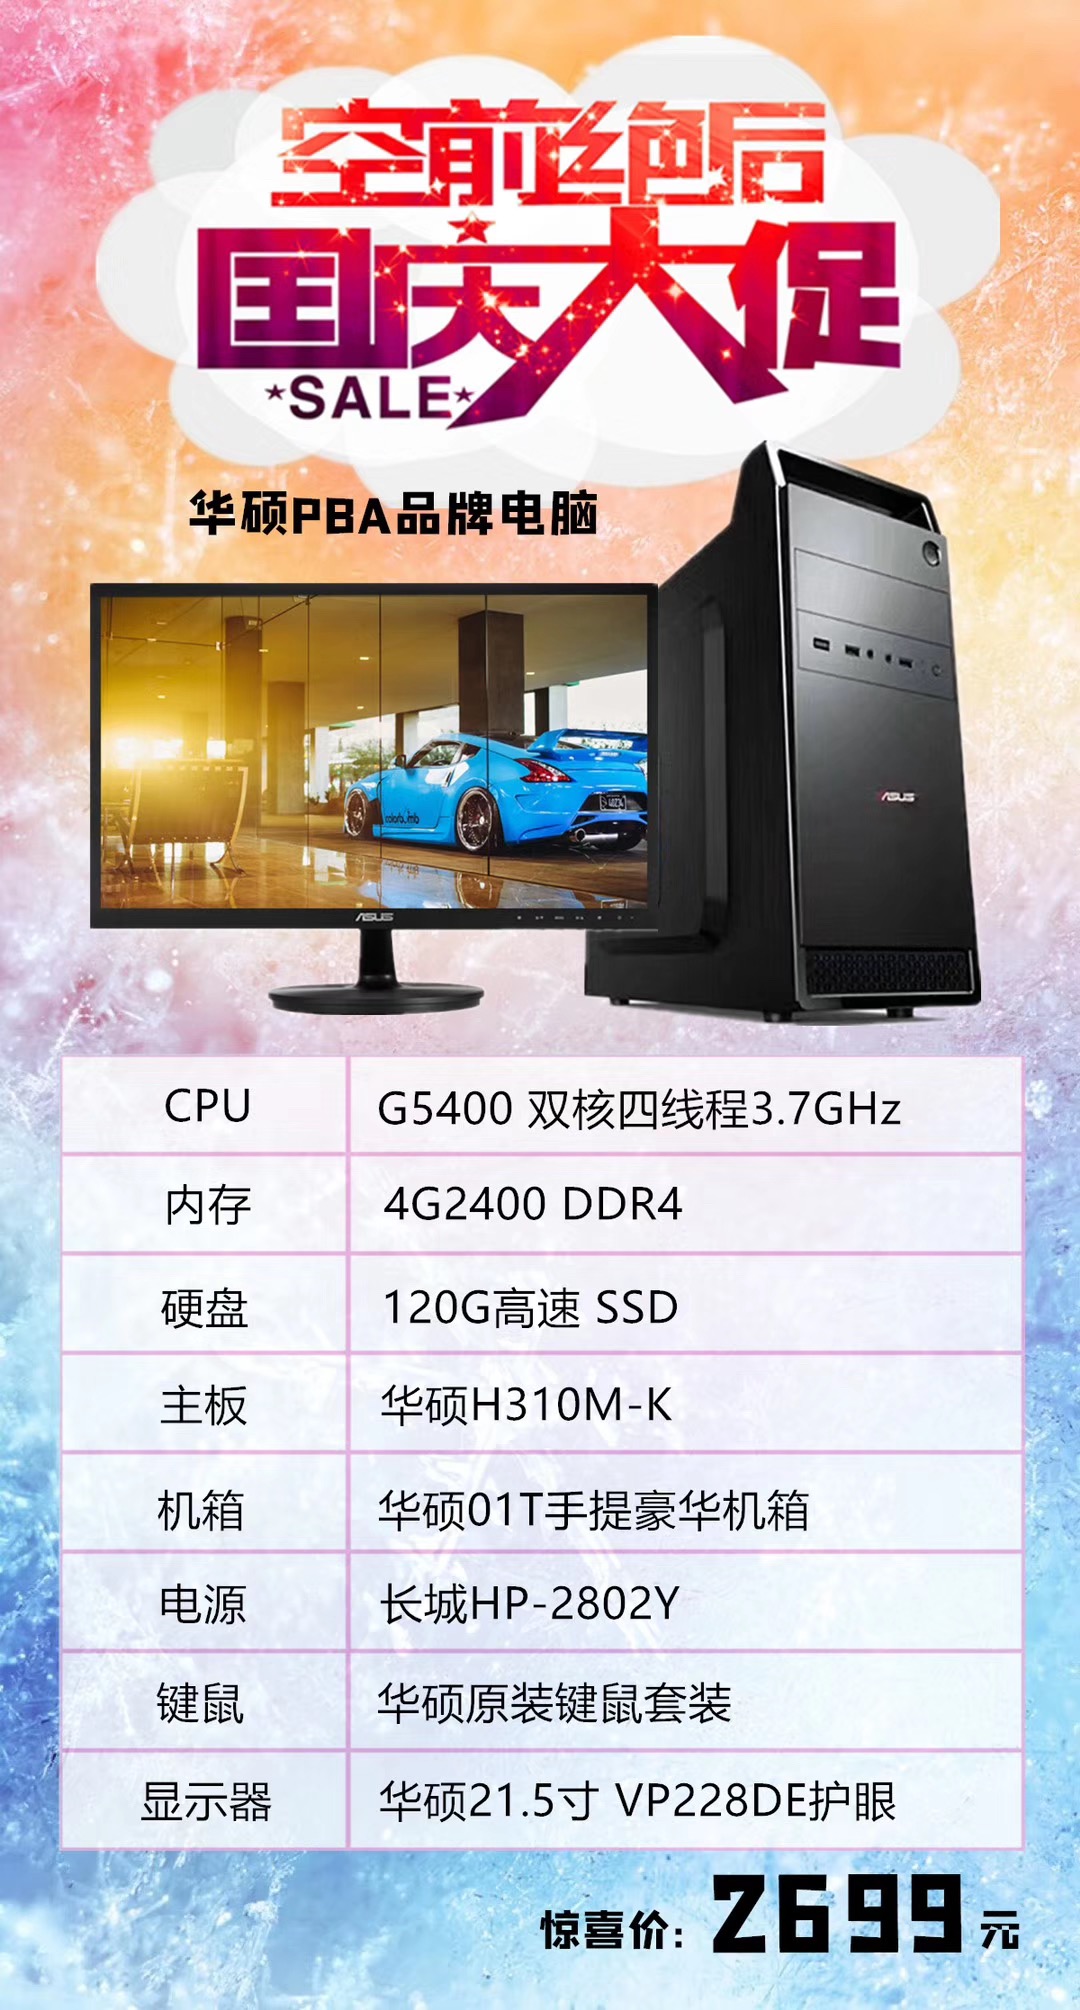 空前绝后
国庆大促
★SALE★
华硕PBA品牌电脑
colorbomb
ASUS
ASUS
CPU G5400 双核四线程3.7GHz
内存 4G2400 DDR4
硬盘 120G高速 SSD
主板 华硕H310M-K
机箱 华硕01T手提豪华机箱
电源 长城HP-2802Y
键鼠 华硕原装键鼠套装
显示器 华硕21.5寸 VP228DE护眼
惊喜价: 2699元